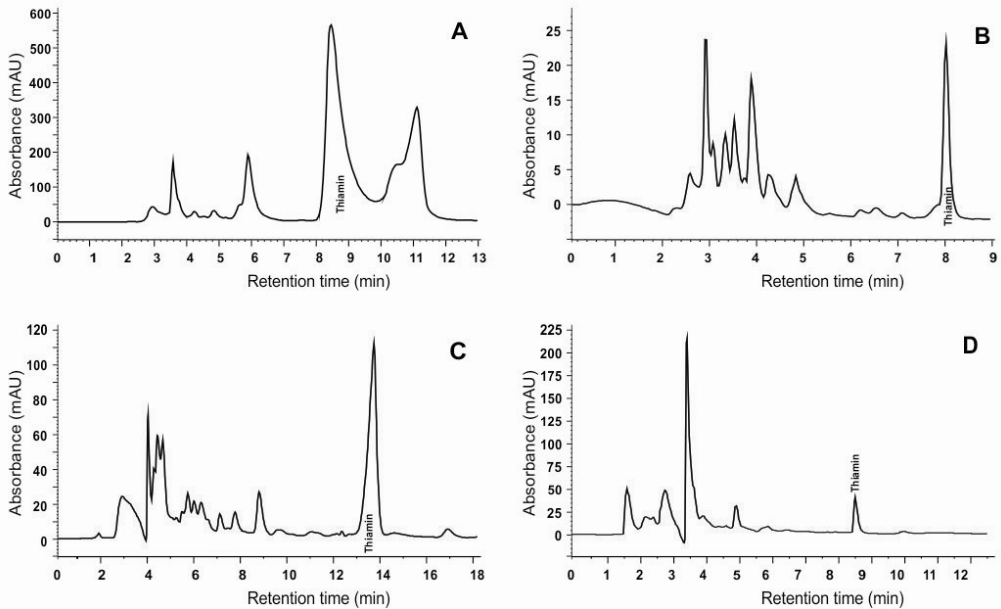 A
Absorbance (mAU)
600
500
400
300
200
100
0
Thiamin
0 1 2 3 4 5 6 7 8 9 10 11 12 13
Retention time (min)
B
Absorbance (mAU)
25
20
15
10
5
0
Thiamin
0 1 2 3 4 5 6 7 8 9
Retention time (min)
C
Absorbance (mAU)
120
100
80
60
40
20
0
Thiamin
0 2 4 6 8 10 12 14 16 18
Retention time (min)
D
Absorbance (mAU)
225
200
175
150
125
100
75
50
25
0
Thiamin
0 1 2 3 4 5 6 7 8 9 10 11 12
Retention time (min)